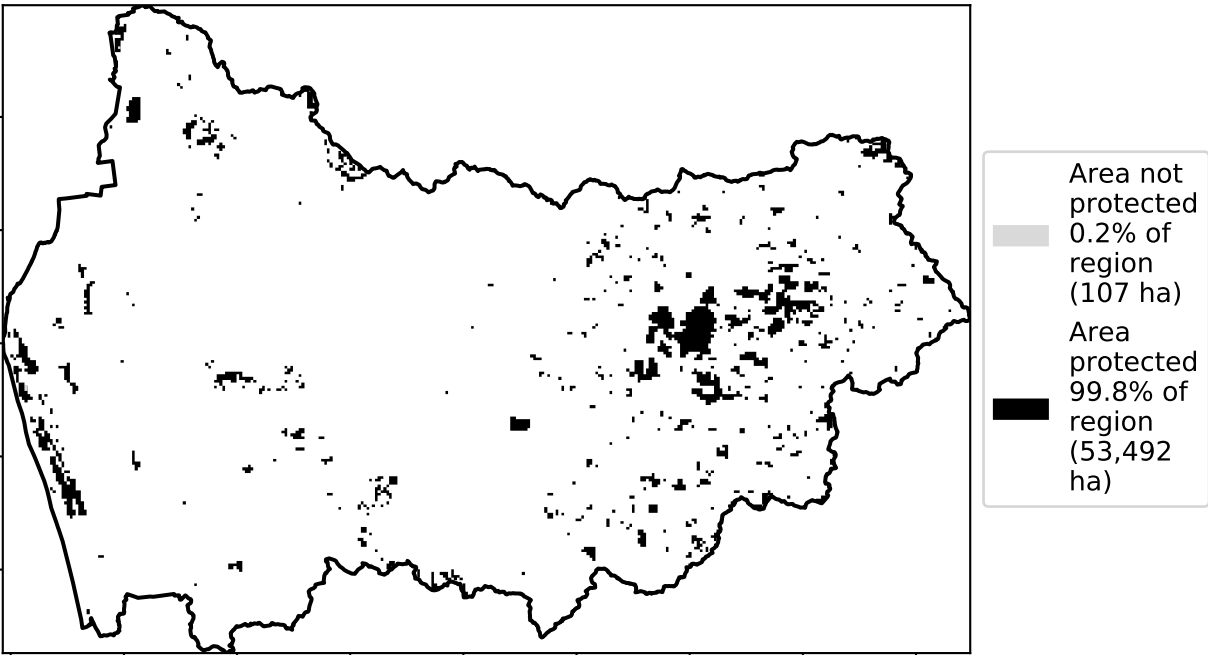 Area not
protected
0.2% of
region
(107 ha)
Area
protected
99.8% of
region
(53,492
ha)